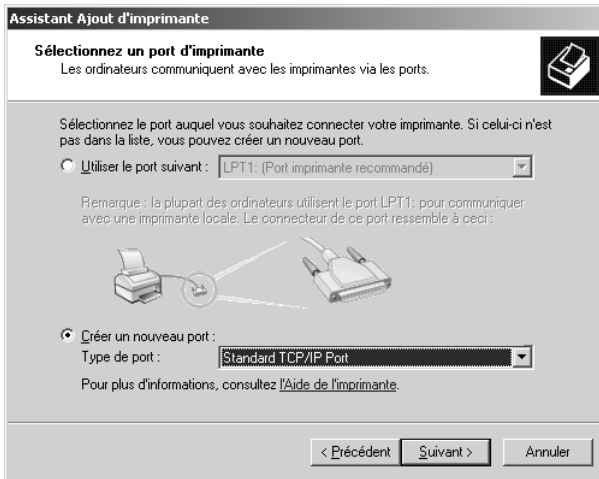 Assistant Ajout d'imprimante
Sélectionnez un port d'imprimante
Les ordinateurs communiquent avec les imprimantes via les ports.
Sélectionnez le port auquel vous souhaitez connecter votre imprimante. Si celui-ci n'est
pas dans la liste, vous pouvez créer un nouveau port.
Utiliser le port suivant : LPT1: (Port imprimante recommandé)
Remarque : la plupart des ordinateurs utilisent le port LPT1: pour communiquer
avec une imprimante locale. Le connecteur de ce port ressemble à ceci :
Créer un nouveau port :
Type de port : Standard TCP/IP Port
Pour plus d'informations, consultez l'Aide de l'imprimante.
< Précédent Suivant > Annuler